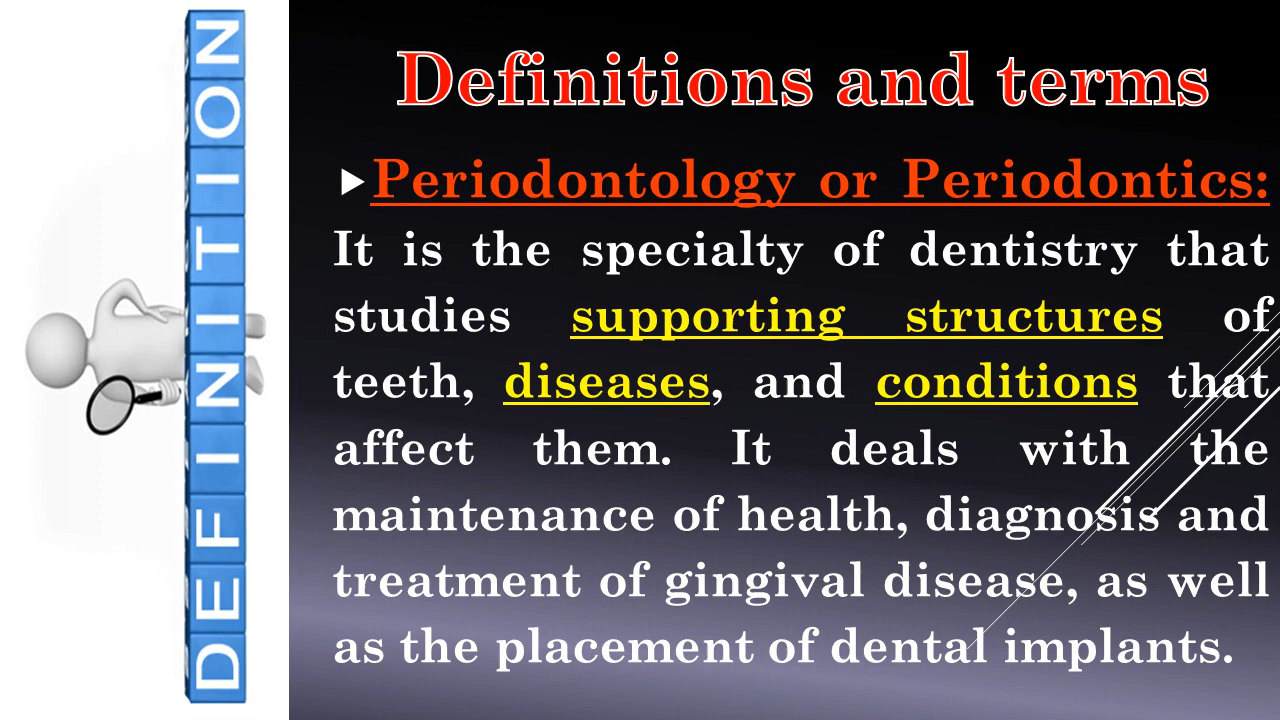 DEFINITION
Definitions and terms
Periodontology or Periodontics:
It is the specialty of dentistry that
studies supporting structures of
teeth, diseases, and conditions that
affect them. It deals with the
maintenance of health, diagnosis and
treatment of gingival disease, as well
as the placement of dental implants.